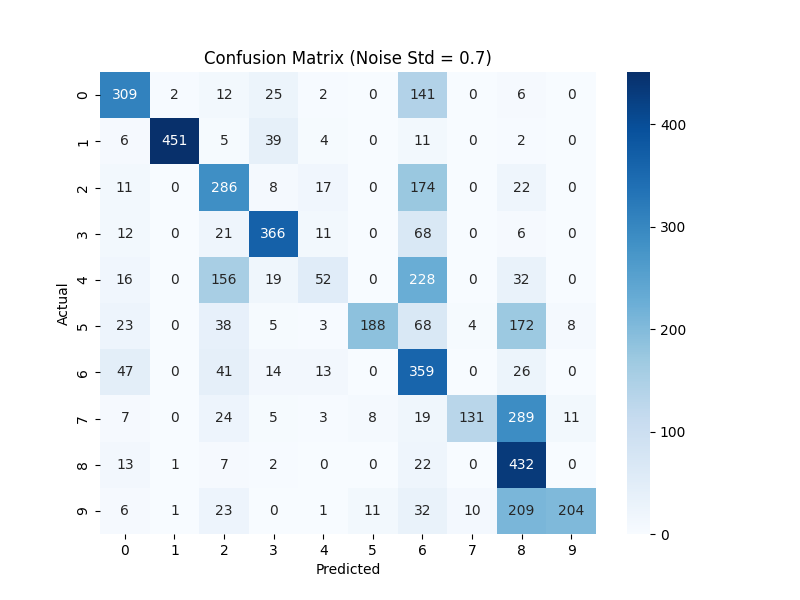 Confusion Matrix (Noise Std = 0.7)
Actual
0 309 2 12 25 2 0 141 0 6 0
1 6 451 5 39 4 0 11 0 2 0
2 11 0 286 8 17 0 174 0 22 0
3 12 0 21 366 11 0 68 0 6 0
4 16 0 156 19 52 0 228 0 32 0
5 23 0 38 5 3 188 68 4 172 8
6 47 0 41 14 13 0 359 0 26 0
7 7 0 24 5 3 8 19 131 289 11
8 13 1 7 2 0 0 22 0 432 0
9 6 1 23 0 1 11 32 10 209 204
0 1 2 3 4 5 6 7 8 9
Predicted
400
300
200
100
0